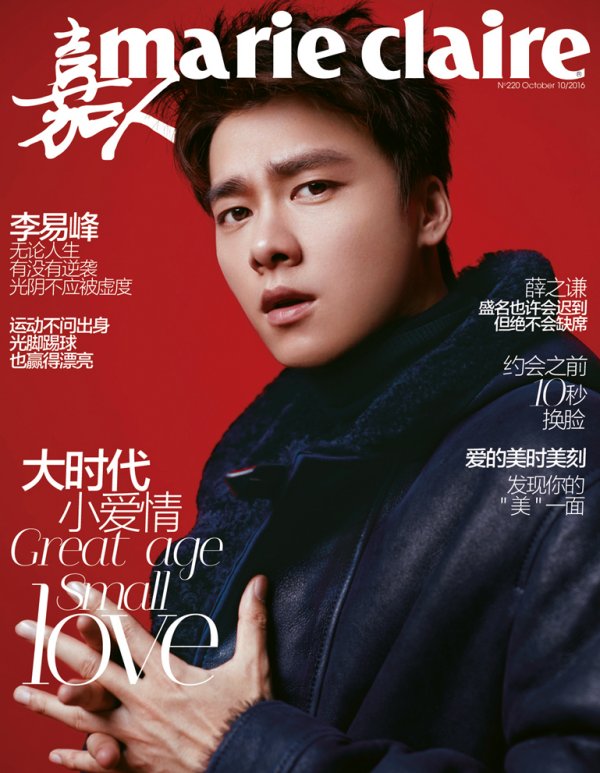 嘉人 marie claire
®
N°220 October 10/2016
李易峰
无论人生
有没有逆袭
光阴不应被虚度
运动不问出身
光脚踢球
也赢得漂亮
薛之谦
盛名也许会迟到
但绝不会缺席
约会之前
10秒
换脸
爱的美时美刻
发现你的
"美"一面
大时代
小爱情
Great age
Small
love